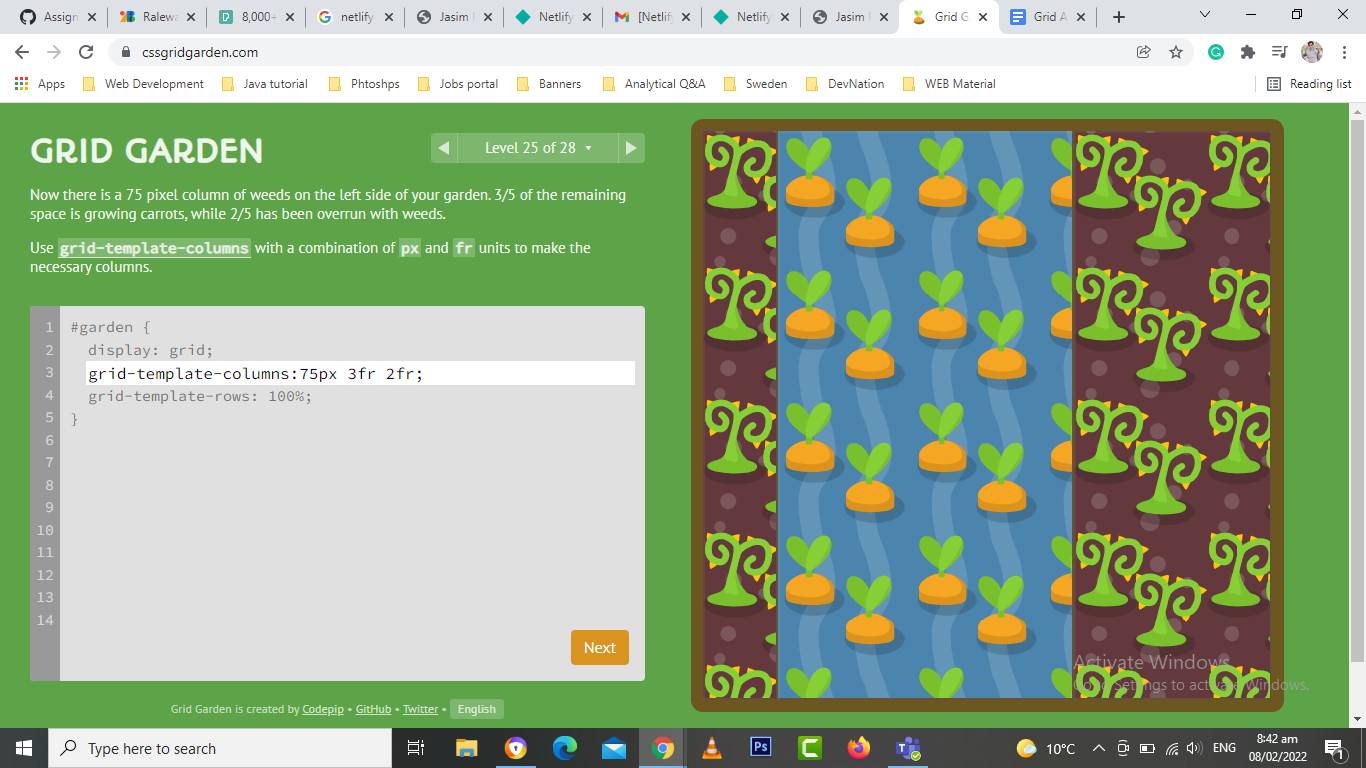 Assign
Ralewa
8,000+
netlify
Jasim
Netlify
[Netlify
Netlify
Jasim
Grid G
Grid A
cssgridgarden.com
Apps
Web Development
Java tutorial
Phtoshps
Jobs portal
Banners
Analytical Q&A
Sweden
DevNation
WEB Material
Reading list
GRID GARDEN
Level 25 of 28
Now there is a 75 pixel column of weeds on the left side of your garden. 3/5 of the remaining
space is growing carrots, while 2/5 has been overrun with weeds.
Use grid-template-columns with a combination of px and fr units to make the
necessary columns.
1 #garden {
2 display: grid;
3 grid-template-columns:75px 3fr 2fr;
4 grid-template-rows: 100%;
5 }
6
7
8
9
10
11
12
13
14
Next
Grid Garden is created by Codepip • GitHub • Twitter • English
Activate Windows
Go to Settings to activate Windows.
Type here to search
Ps
10°C
ENG
8:42 am
08/02/2022
1